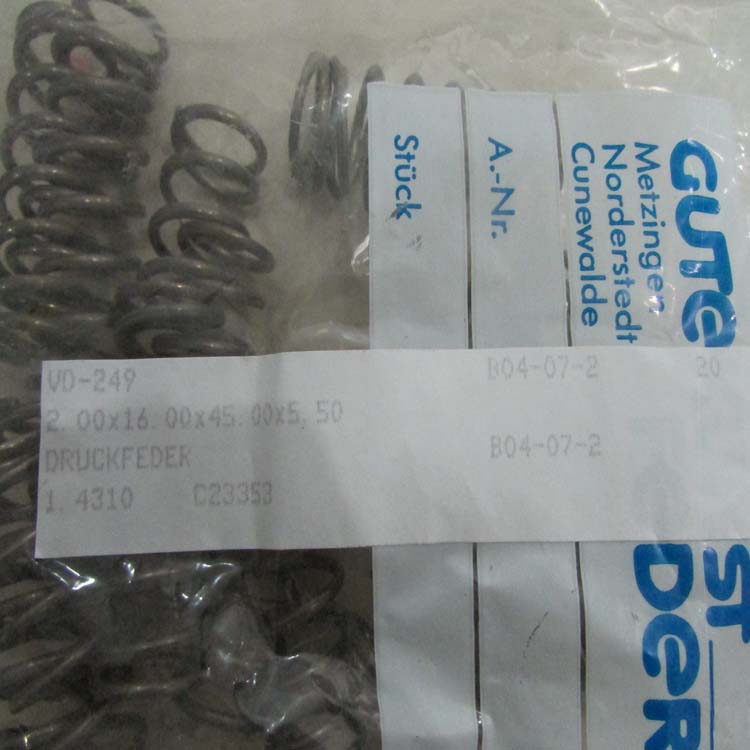 VD-249 B04-07-2 20
2.00x16.00x45.00x5,50
DRUCKFEDER B04-07-2
1.4310 C23353
GUTE
Metzingen
Norderstedt
Cunewalde
A.-Nr.
Stück
ST
DER